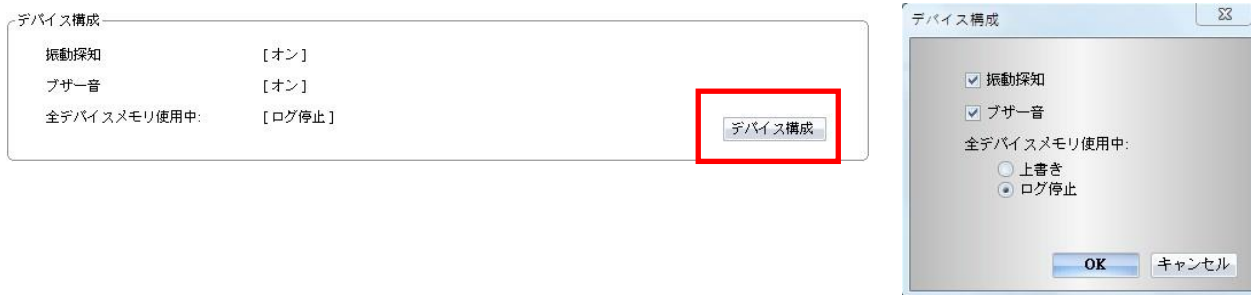 デバイス構成
振動探知 [オン]
ブザー音 [オン]
全デバイスメモリ使用中: [ログ停止]
デバイス構成
デバイス構成
振動探知
ブザー音
全デバイスメモリ使用中:
上書き
ログ停止
OK キャンセル